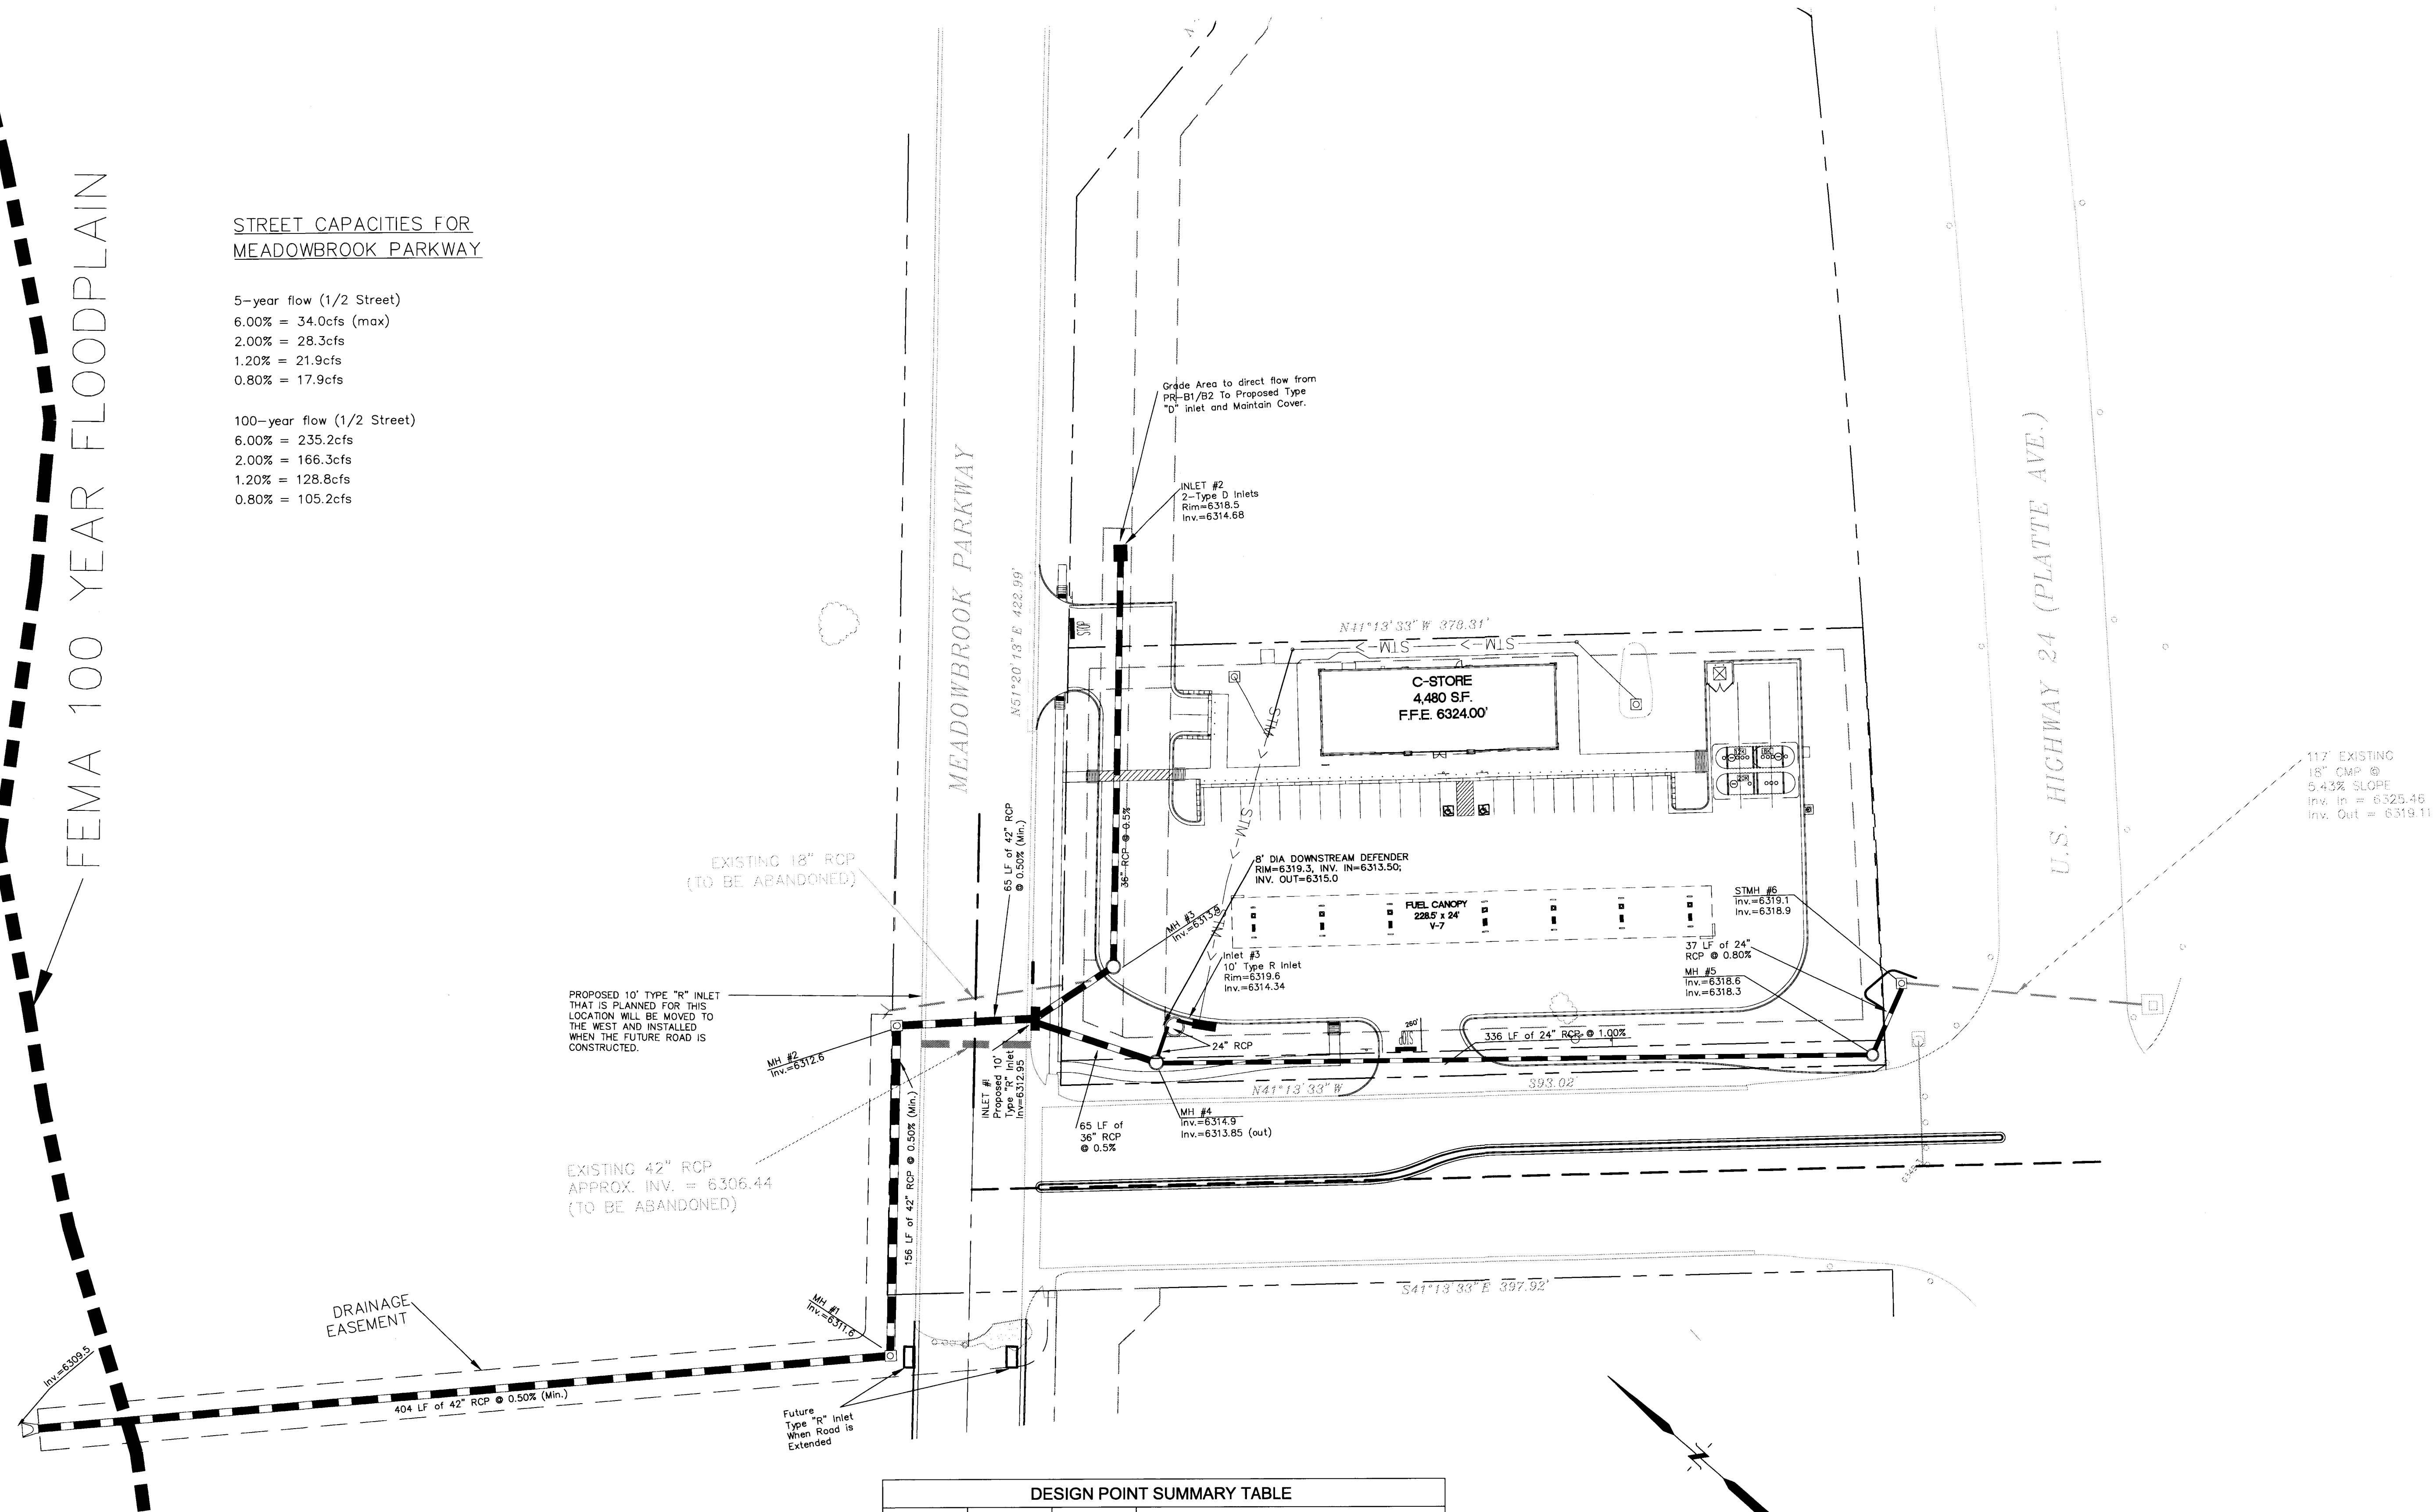 FEMA 100 YEAR FLOODPLAIN
STREET CAPACITIES FOR
MEADOWBROOK PARKWAY
5-year flow (1/2 Street)
6.00% = 34.0cfs (max)
2.00% = 28.3cfs
1.20% = 21.9cfs
0.80% = 17.9cfs
100-year flow (1/2 Street)
6.00% = 235.2cfs
2.00% = 166.3cfs
1.20% = 128.8cfs
0.80% = 105.2cfs
Grade Area to direct flow from
PR-B1/B2 To Proposed Type
"D" inlet and Maintain Cover.
INLET #2
2-Type D Inlets
Rim=6318.5
Inv.=6314.68
MEADOWBROOK PARKWAY
N51°20'13"E 422.99'
STOP
N41°13'33"W 378.31'
<-STM
<-STM
C-STORE
4,480 S.F.
F.F.E. 6324.00'
STM
<-STM-
<-STM
U.S. HIGHWAY 24 (PLATTE AVE.)
117' EXISTING
18" CMP @
5.43% SLOPE
Inv. In = 6325.46
Inv. Out = 6319.11
EXISTING 18" RCP
(TO BE ABANDONED)
65 LF of 42" RCP
@ 0.50% (Min.)
36" RCP @ 0.5%
8' DIA DOWNSTREAM DEFENDER
RIM=6319.3, INV. IN=6313.50;
INV. OUT=6315.0
FUEL CANOPY
228.5' x 24'
V-7
STMH #6
Inv.=6319.1
Inv.=6318.9
37 LF of 24"
RCP @ 0.80%
MH #5
Inv.=6318.6
Inv.=6318.3
MH #3
Inv.=6313.9
Inlet #3
10' Type R Inlet
Rim=6319.6
Inv.=6314.34
PROPOSED 10' TYPE "R" INLET
THAT IS PLANNED FOR THIS
LOCATION WILL BE MOVED TO
THE WEST AND INSTALLED
WHEN THE FUTURE ROAD IS
CONSTRUCTED.
MH #2
Inv.=6312.6
24" RCP
STOP
260'
336 LF of 24" RCP @ 1.00%
INLET #!
Proposed 10'
Type "R" Inlet
Inv=6312.95
N41°13'33"W
393.02'
MH #4
Inv.=6314.9
Inv.=6313.85 (out)
65 LF of
36" RCP
@ 0.5%
EXISTING 42" RCP
APPROX. INV. = 6306.44
(TO BE ABANDONED)
156 LF of 42" RCP @ 0.50% (Min.)
S41°13'33"E 397.92'
DRAINAGE
EASEMENT
MH #1
Inv.=6311.6
Inv.=6309.5
404 LF of 42" RCP @ 0.50% (Min.)
Future
Type "R" Inlet
When Road is
Extended
N
DESIGN POINT SUMMARY TABLE